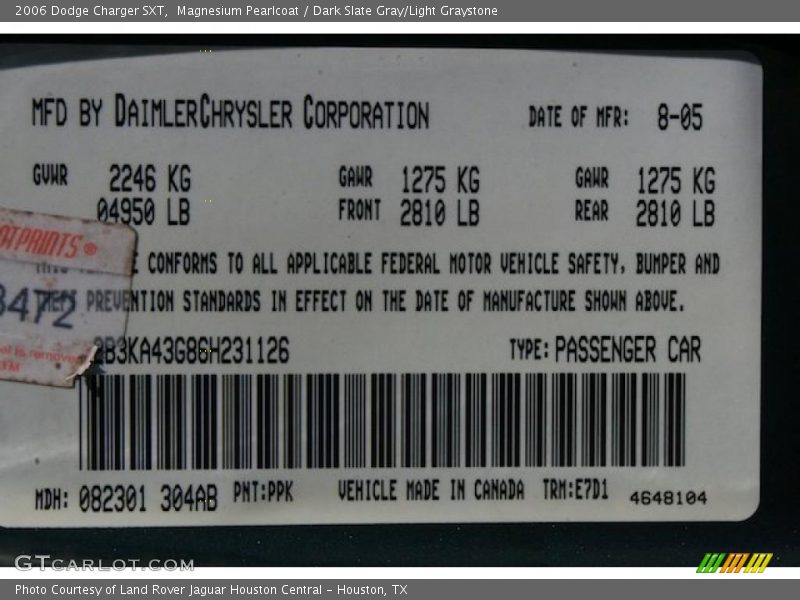 2006 Dodge Charger SXT, Magnesium Pearlcoat / Dark Slate Gray/Light Graystone
MFD BY DAIMLERCHRYSLER CORPORATION DATE OF MFR: 8-05
GVWR 2246 KG GAWR 1275 KG GAWR 1275 KG
04950 LB FRONT 2810 LB REAR 2810 LB
CONFORMS TO ALL APPLICABLE FEDERAL MOTOR VEHICLE SAFETY, BUMPER AND
PREVENTION STANDARDS IN EFFECT ON THE DATE OF MANUFACTURE SHOWN ABOVE.
3472
2B3KA43G86H231126 TYPE: PASSENGER CAR
MDH: 082301 304AB PNT:PPK VEHICLE MADE IN CANADA TRM:E7D1 4648104
GTCARLOT.COM
Photo Courtesy of Land Rover Jaguar Houston Central - Houston, TX